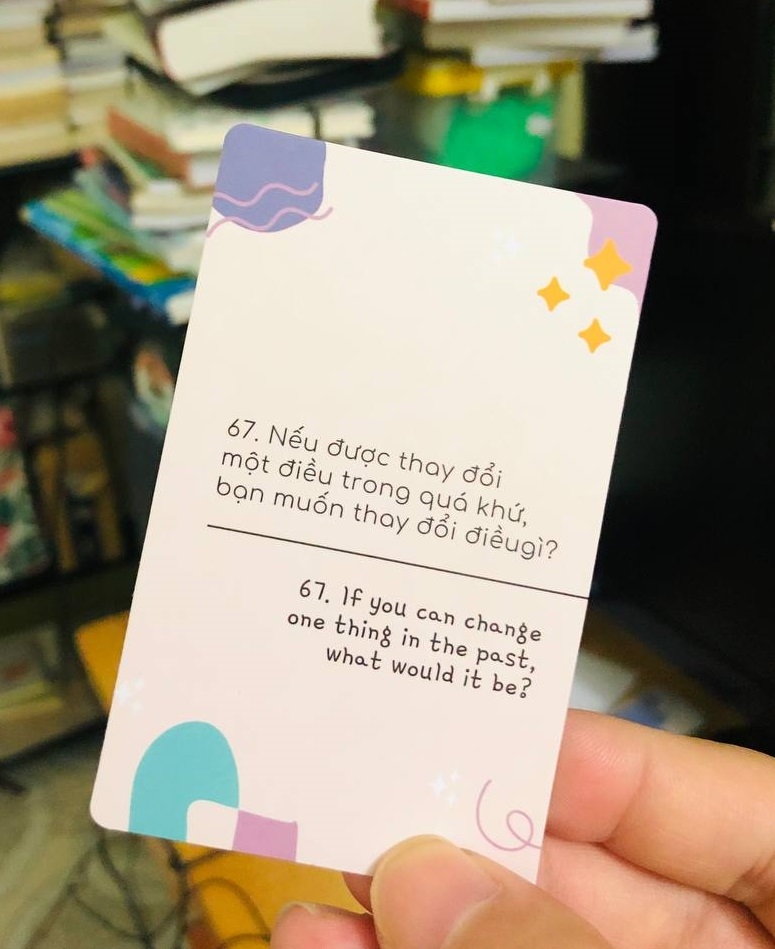 67. Nếu được thay đổi
một điều trong quá khứ,
bạn muốn thay đổi điềugì?
67. If you can change
one thing in the past,
what would it be?